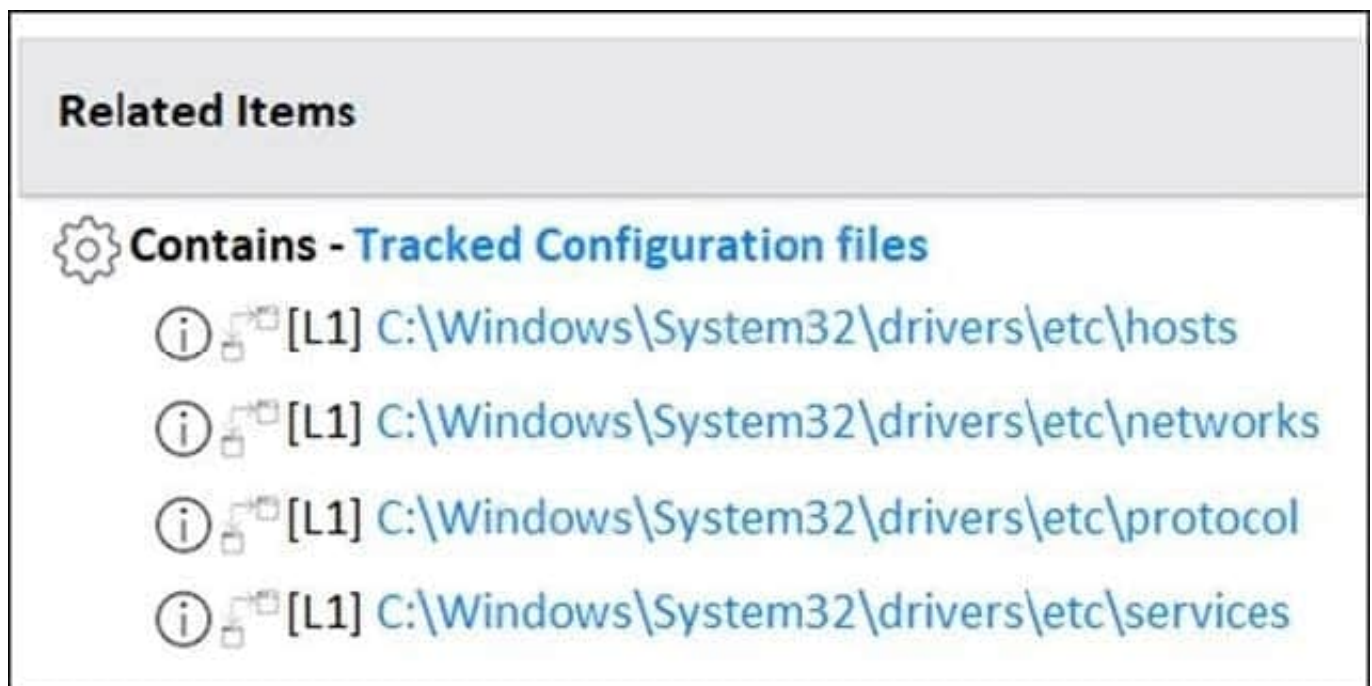 Related Items
Contains - Tracked Configuration files
[L1] C:\Windows\System32\drivers\etc\hosts
[L1] C:\Windows\System32\drivers\etc\networks
[L1] C:\Windows\System32\drivers\etc\protocol
[L1] C:\Windows\System32\drivers\etc\services